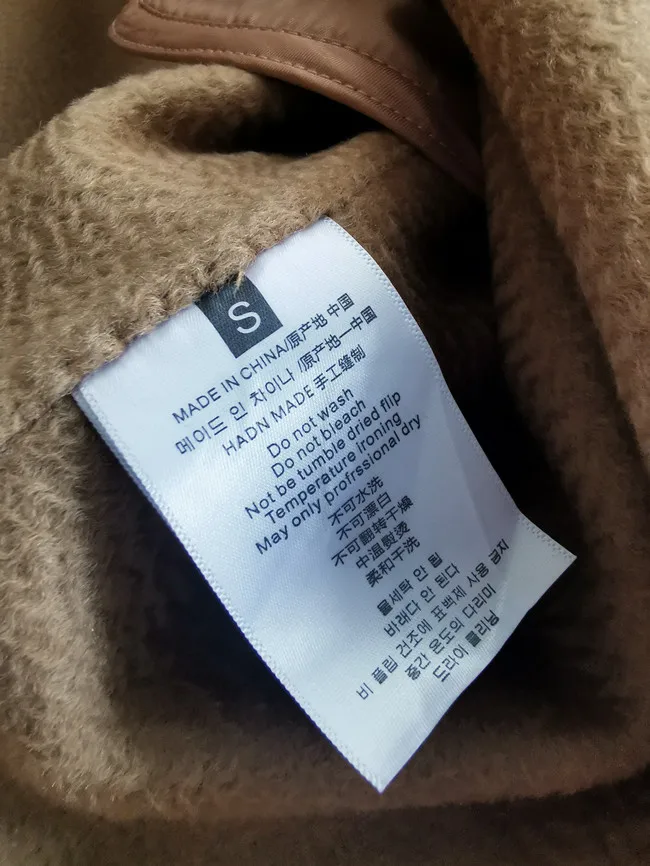 S
MADE IN CHINA/原产地 中国
메이드 인 차이나 /原产地一中国
HADN MADE 手工缝制
Do not wash
Do not bleach
Not be tumble dried flip
Temperature ironing
May only profrssional dry
不可水洗
不可漂白
不可翻转干燥
中温熨烫
柔和干洗
물세탁 안 됨
바래다 안 된다
비 플립 건조에 표백제 사용 금지
중간 온도의 다리미
드라이 클리닝